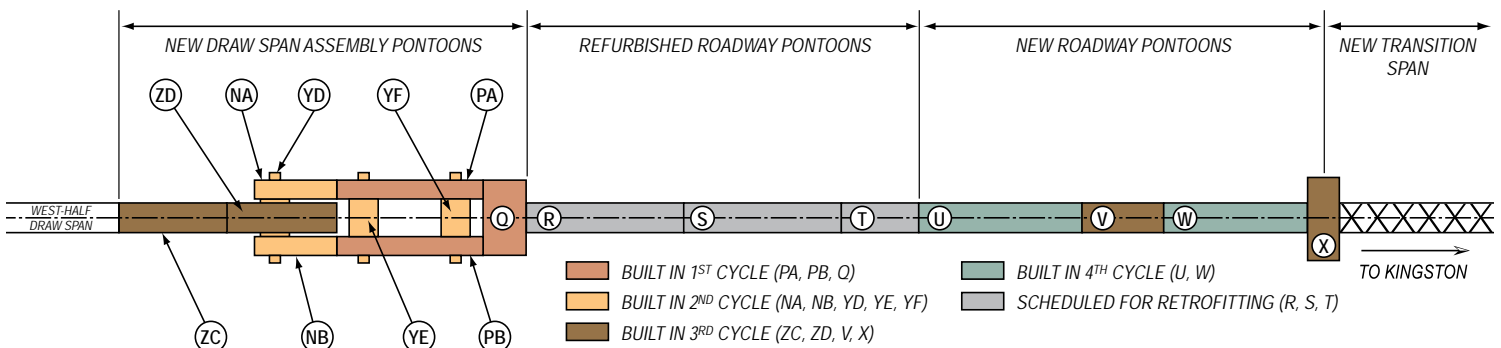 NEW DRAW SPAN ASSEMBLY PONTOONS
REFURBISHED ROADWAY PONTOONS
NEW ROADWAY PONTOONS
NEW TRANSITION
SPAN
ZD
NA
YD
YF
PA
WEST-HALF
DRAW SPAN
Q
R
S
T
U
V
W
X
TO KINGSTON
ZC
NB
YE
PB
BUILT IN 1ST CYCLE (PA, PB, Q)
BUILT IN 2ND CYCLE (NA, NB, YD, YE, YF)
BUILT IN 3RD CYCLE (ZC, ZD, V, X)
BUILT IN 4TH CYCLE (U, W)
SCHEDULED FOR RETROFITTING (R, S, T)